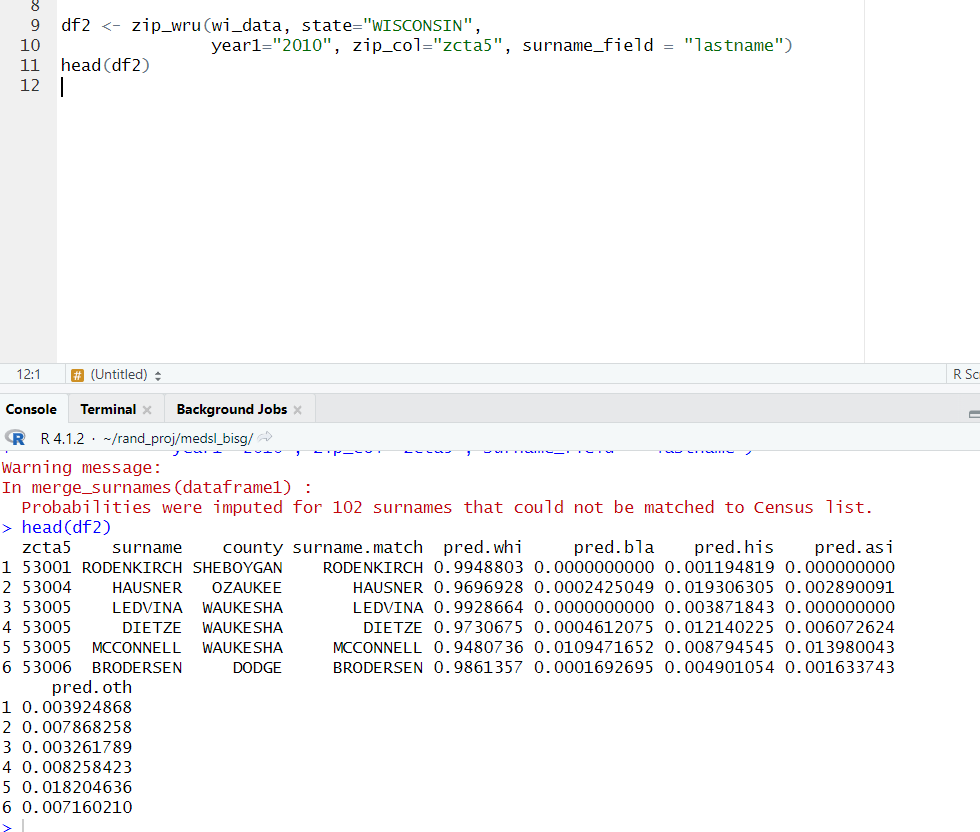 8
9 df2 <- zip_wru(wi_data, state="WISCONSIN",
10 year1="2010", zip_col="zcta5", surname_field = "lastname")
11 head(df2)
12
12:1 # (Untitled) R Sc
Console Terminal × Background Jobs ×
R R 4.1.2 · ~/rand_proj/medsl_bisg/
Warning message:
In merge_surnames(dataframe1) :
Probabilities were imputed for 102 surnames that could not be matched to Census list.
> head(df2)
zcta5 surname county surname.match pred.whi pred.bla pred.his pred.asi
1 53001 RODENKIRCH SHEBOYGAN RODENKIRCH 0.9948803 0.0000000000 0.001194819 0.000000000
2 53004 HAUSNER OZAUKEE HAUSNER 0.9696928 0.0002425049 0.019306305 0.002890091
3 53005 LEDVINA WAUKESHA LEDVINA 0.9928664 0.0000000000 0.003871843 0.000000000
4 53005 DIETZE WAUKESHA DIETZE 0.9730675 0.0004612075 0.012140225 0.006072624
5 53005 MCCONNELL WAUKESHA MCCONNELL 0.9480736 0.0109471652 0.008794545 0.013980043
6 53006 BRODERSEN DODGE BRODERSEN 0.9861357 0.0001692695 0.004901054 0.001633743
pred.oth
1 0.003924868
2 0.007868258
3 0.003261789
4 0.008258423
5 0.018204636
6 0.007160210
>